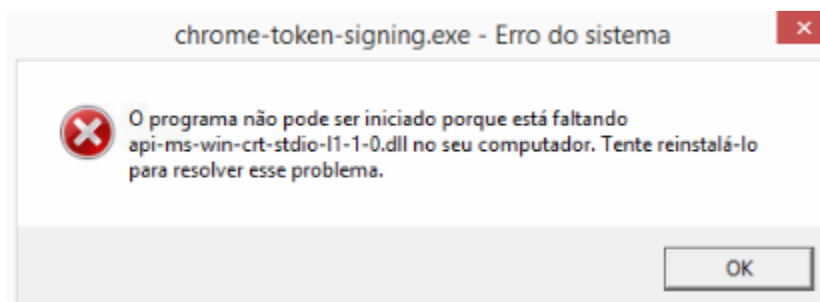 chrome-token-signing.exe - Erro do sistema
O programa não pode ser iniciado porque está faltando
api-ms-win-crt-stdio-l1-1-0.dll no seu computador. Tente reinstalá-lo
para resolver esse problema.
OK